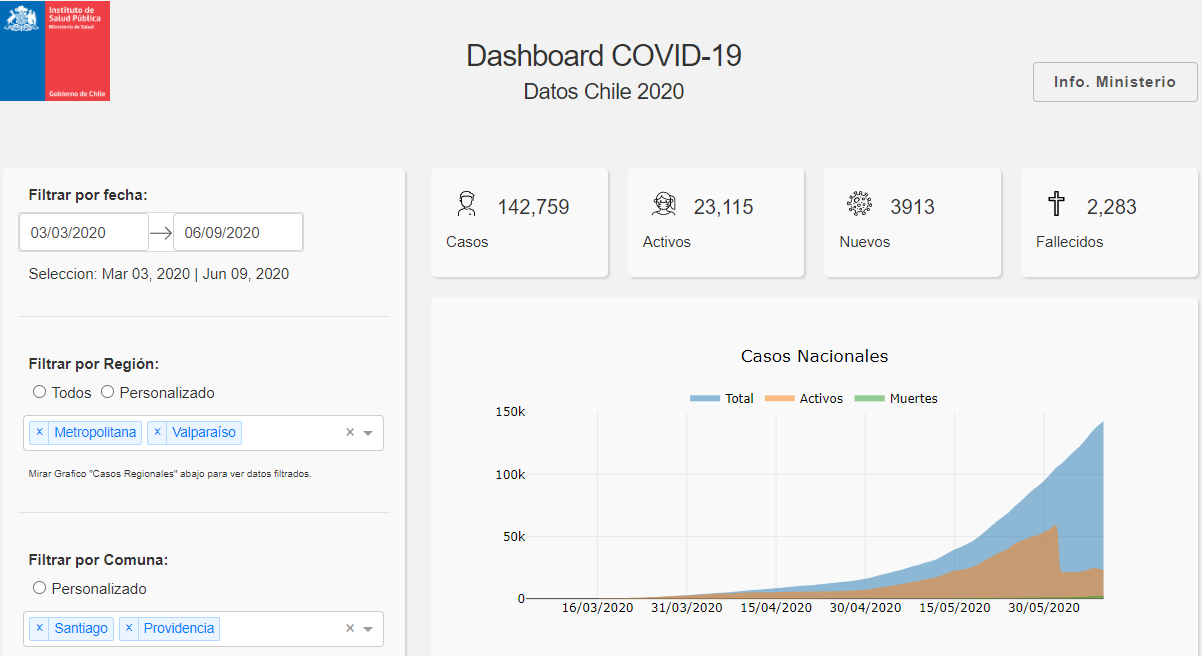 Instituto de
Salud Pública
Ministerio de Salud
Gobierno de Chile
Dashboard COVID-19
Datos Chile 2020
Info. Ministerio
Filtrar por fecha:
03/03/2020
06/09/2020
Seleccion: Mar 03, 2020 | Jun 09, 2020
Filtrar por Región:
Todos Personalizado
× Metropolitana × Valparaíso ×
Mirar Grafico "Casos Regionales" abajo para ver datos filtrados.
Filtrar por Comuna:
Personalizado
× Santiago × Providencia ×
142,759
Casos
23,115
Activos
3913
Nuevos
2,283
Fallecidos
Casos Nacionales
Total Activos Muertes
150k
100k
50k
0
16/03/2020 31/03/2020 15/04/2020 30/04/2020 15/05/2020 30/05/2020